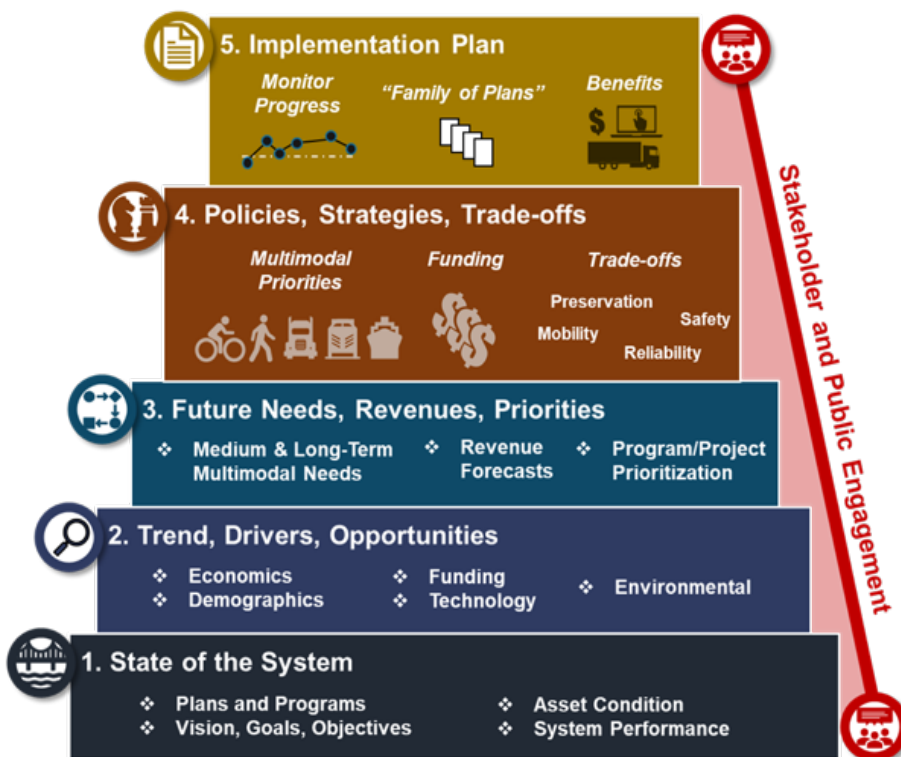 5. Implementation Plan
Monitor
Progress
“Family of Plans”
Benefits
$
4. Policies, Strategies, Trade-offs
Multimodal
Priorities
Funding
Trade-offs
$$$
Preservation
Safety
Mobility
Reliability
3. Future Needs, Revenues, Priorities
❖ Medium & Long-Term
Multimodal Needs
❖ Revenue
Forecasts
❖ Program/Project
Prioritization
2. Trend, Drivers, Opportunities
❖ Economics
❖ Demographics
❖ Funding
❖ Technology
❖ Environmental
1. State of the System
❖ Plans and Programs
❖ Vision, Goals, Objectives
❖ Asset Condition
❖ System Performance
Stakeholder and Public Engagement